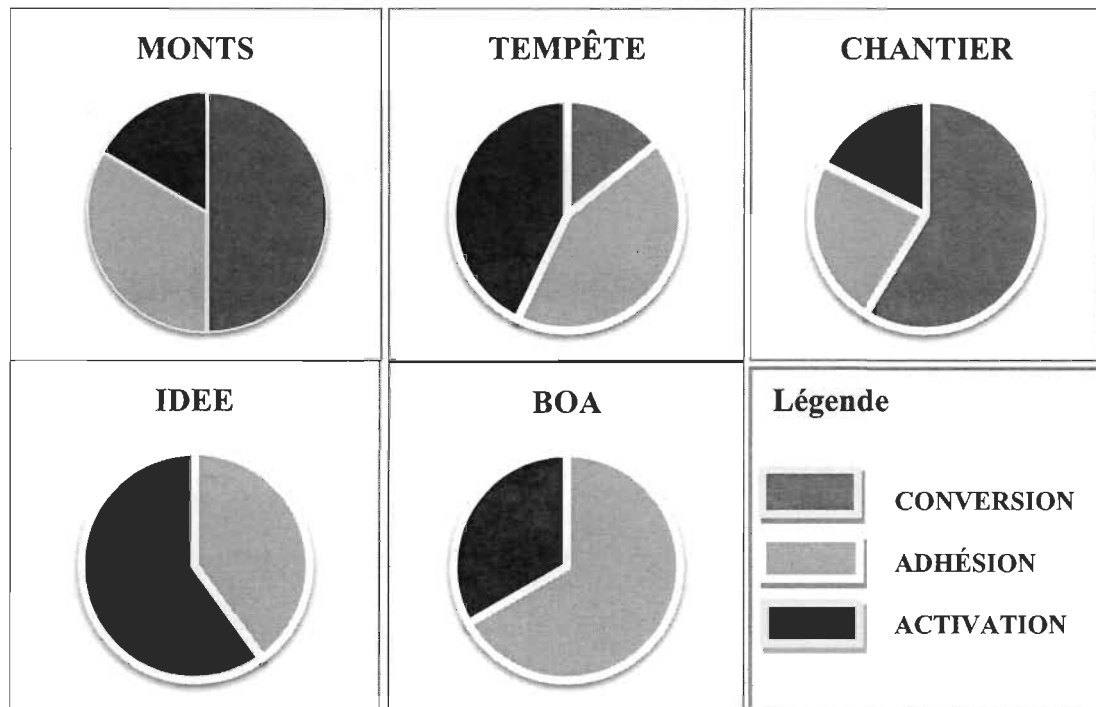 MONTS
TEMPÊTE
CHANTIER
IDEE
BOA
Légende
CONVERSION
ADHÉSION
ACTIVATION